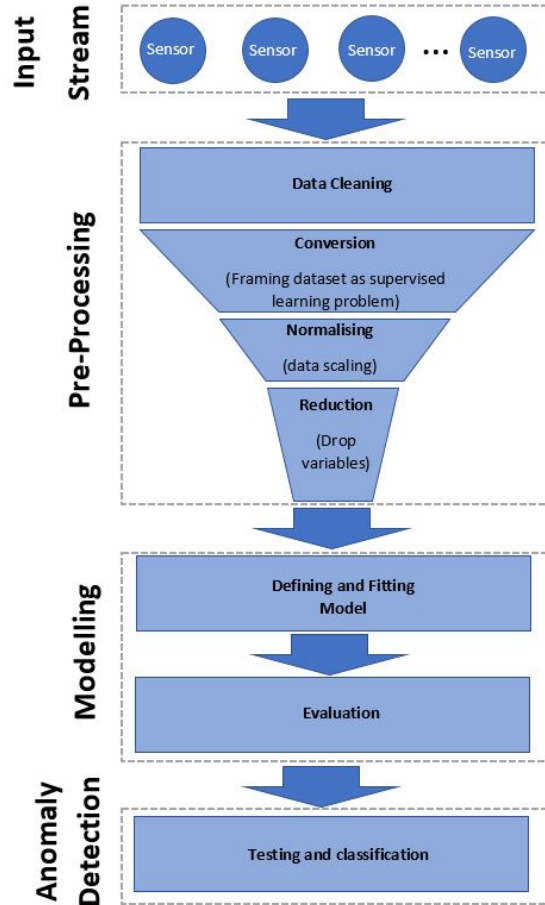 Input
Stream
Sensor
Sensor
Sensor
...
Sensor
Pre-Processing
Data Cleaning
Conversion
(Framing dataset as supervised
learning problem)
Normalising
(data scaling)
Reduction
(Drop
variables)
Modelling
Defining and Fitting
Model
Evaluation
Anomaly
Detection
Testing and classification